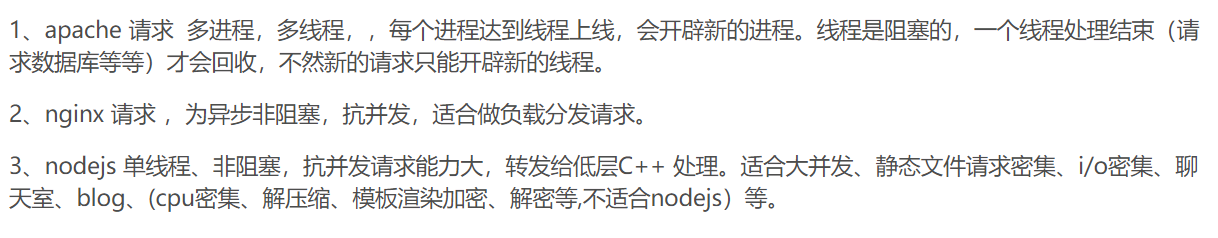 1、apache 请求  多进程，多线程，，每个进程达到线程上线，会开辟新的进程。线程是阻塞的，一个线程处理结束（请
求数据库等等）才会回收，不然新的请求只能开辟新的线程。
2、nginx 请求 ，为异步非阻塞，抗并发，适合做负载分发请求。
3、nodejs 单线程、非阻塞，抗并发请求能力大，转发给低层C++ 处理。适合大并发、静态文件请求密集、i/o密集、聊
天室、blog、(cpu密集、解压缩、模板渲染加密、解密等,不适合nodejs）等。